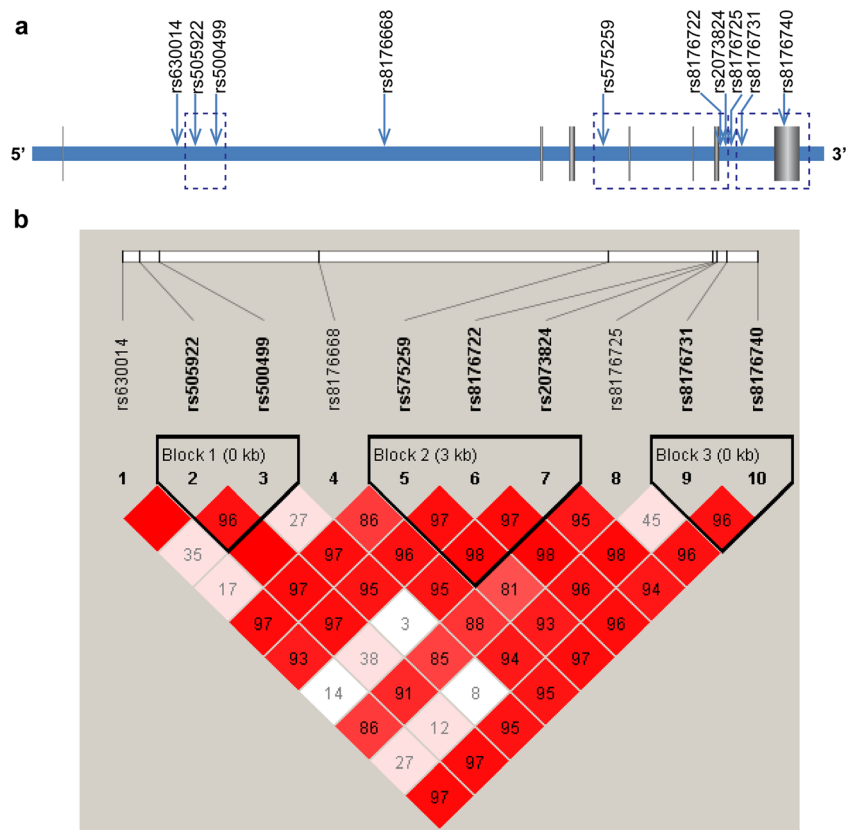 a
rs630014
rs505922
rs500499
rs8176668
rs575259
rs8176722
rs2073824
rs8176725
rs8176731
rs8176740
5’
3’
b
rs630014
rs505922
rs500499
rs8176668
rs575259
rs8176722
rs2073824
rs8176725
rs8176731
rs8176740
Block 1 (0 kb) Block 2 (3 kb) Block 3 (0 kb)
1 2 3 4 5 6 7 8 9 10
96 27 86 97 97 95 45 96
35 97 96 98 98 98 96
17 97 95 95 81 96 94
97 97 3 88 93 96
93 38 85 94 97
14 91 8 95
86 12 95
27 97
97